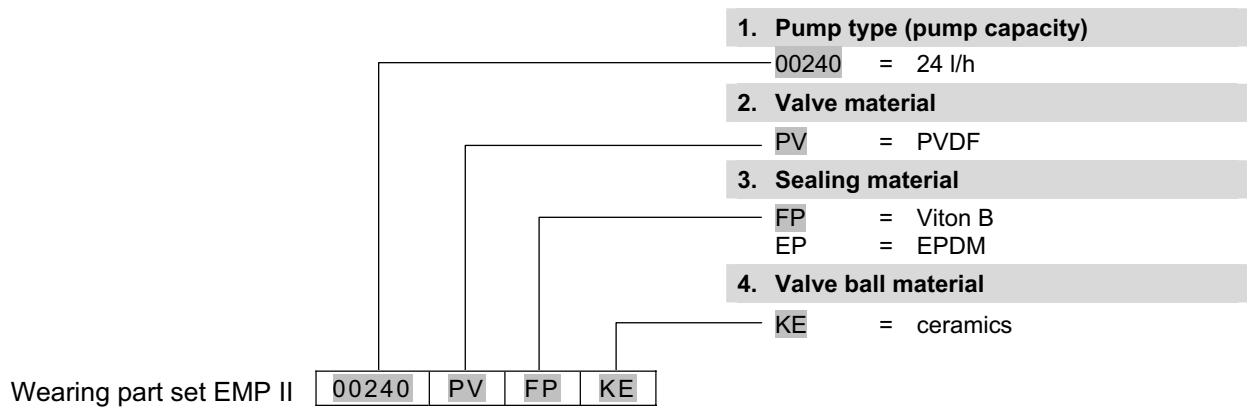 1. Pump type (pump capacity)
00240 = 24 l/h
2. Valve material
PV = PVDF
3. Sealing material
FP = Viton B
EP = EPDM
4. Valve ball material
KE = ceramics
Wearing part set EMP II 00240 PV FP KE